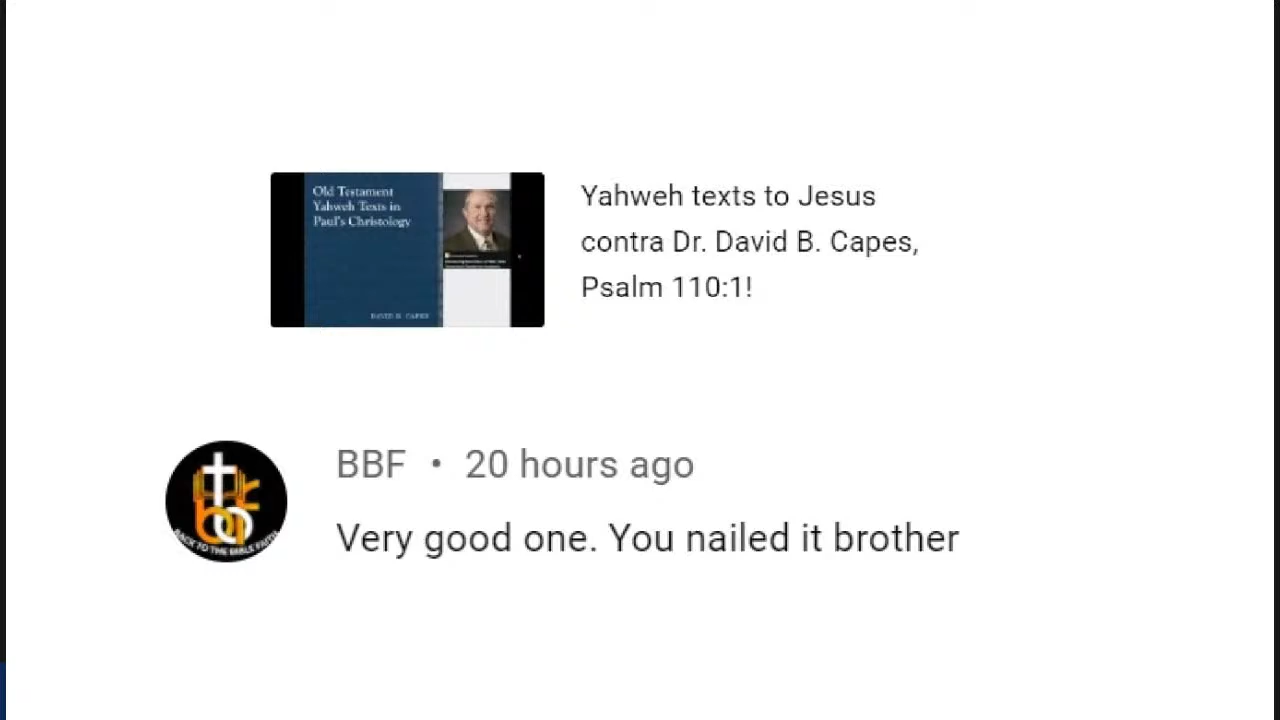 Old Testament
Yahweh Texts in
Paul's Christology
DAVID B. CAPES
Yahweh texts to Jesus
contra Dr. David B. Capes,
Psalm 110:1!
BBF • 20 hours ago
BACK TO THE BIBLE FAITH
Very good one. You nailed it brother